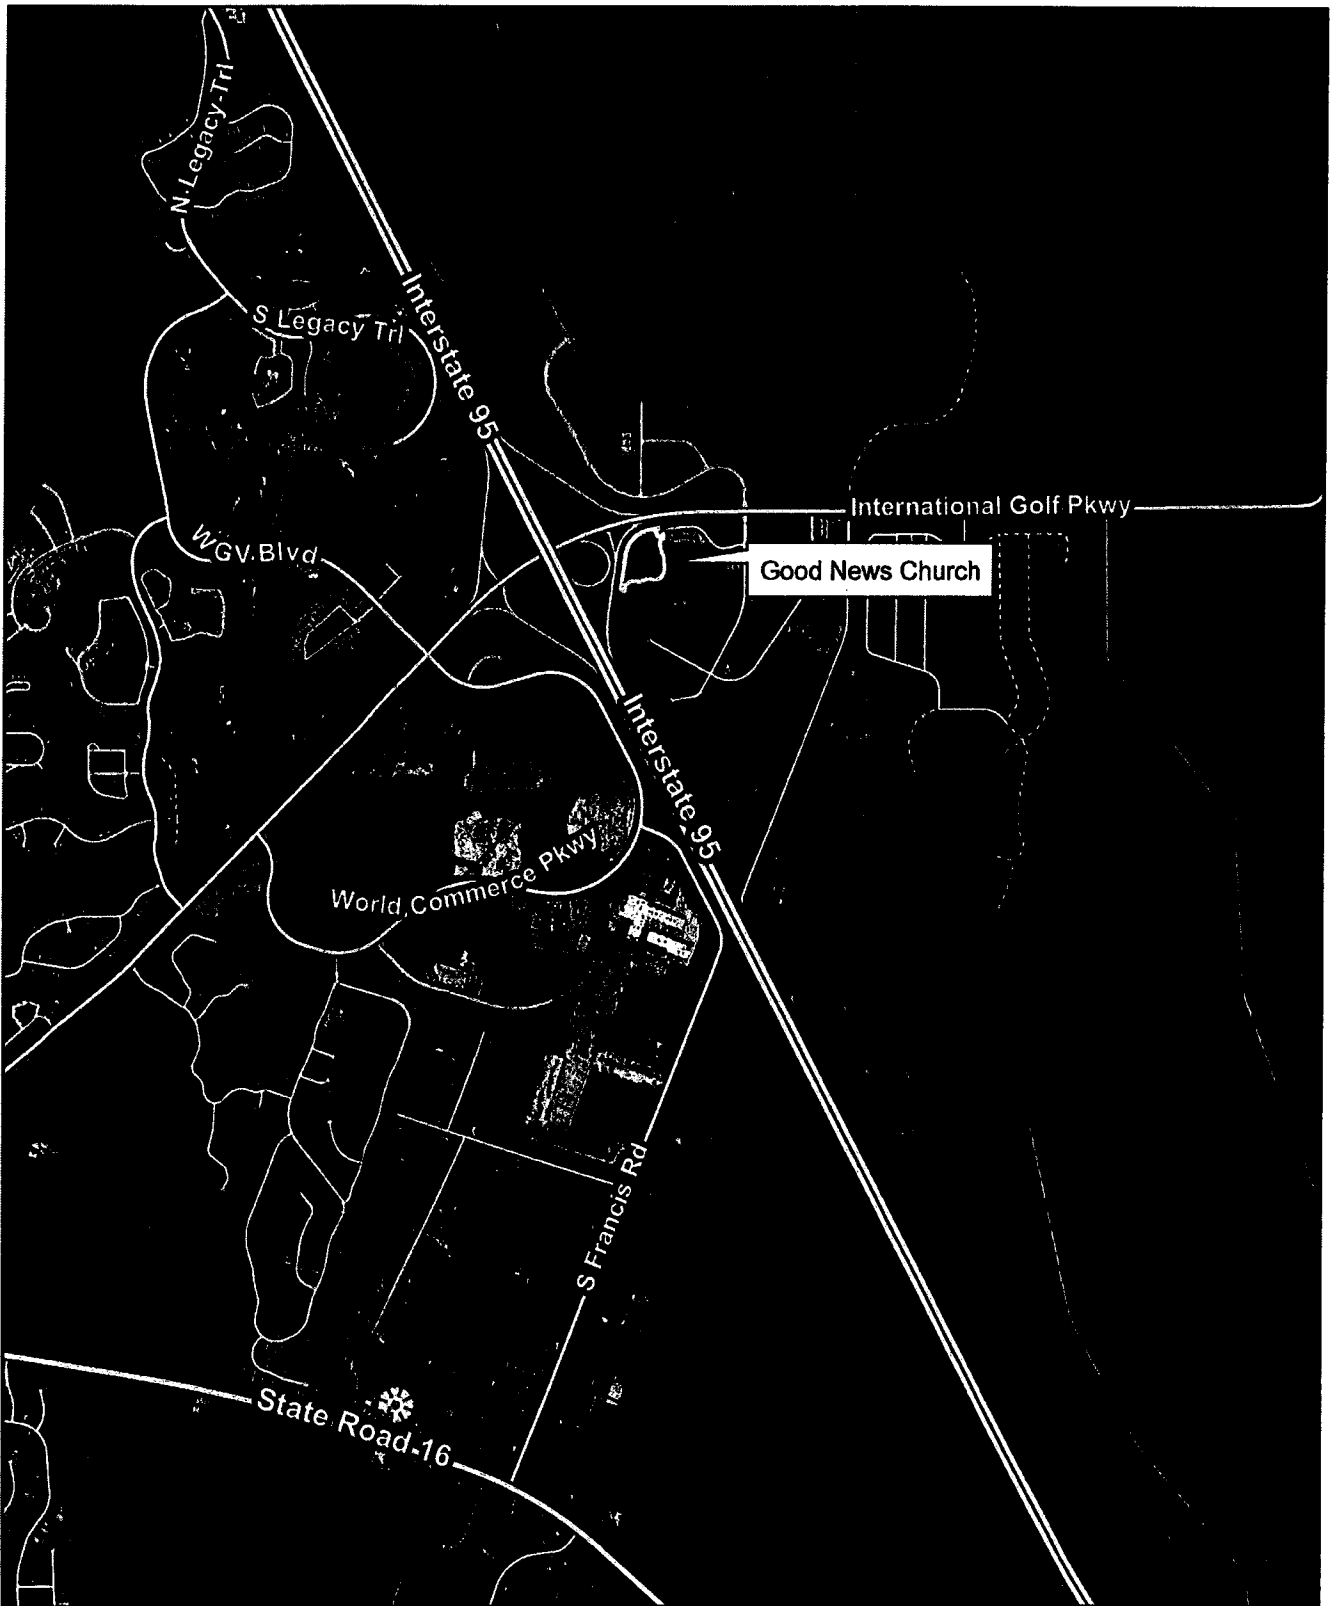 N Legacy Trl
S Legacy Trl
Interstate 95
International Golf Pkwy
WGV Blvd
Good News Church
Interstate 95
World Commerce Pkwy
S Francis Rd
State Road 16